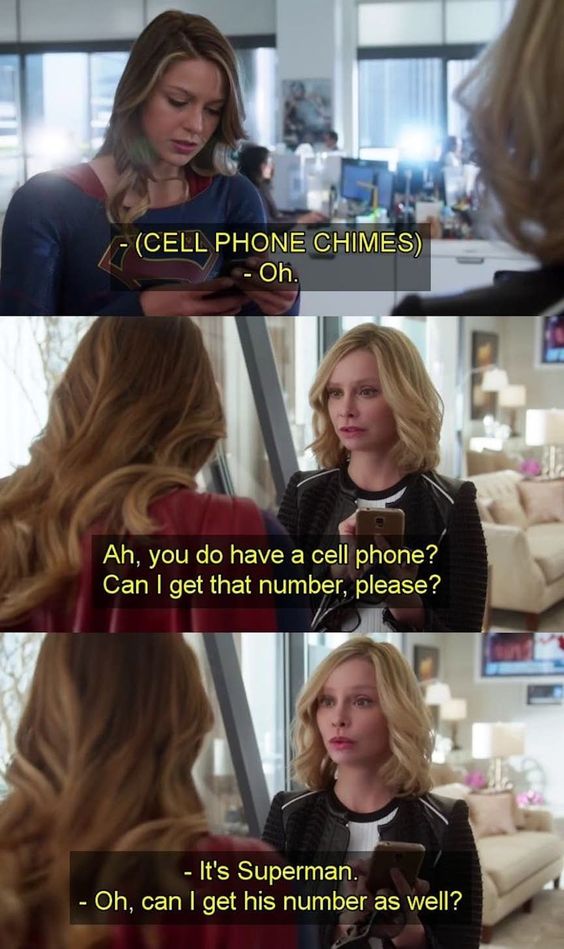 - (CELL PHONE CHIMES)
- Oh.
Ah, you do have a cell phone?
Can I get that number, please?
- It's Superman.
- Oh, can I get his number as well?